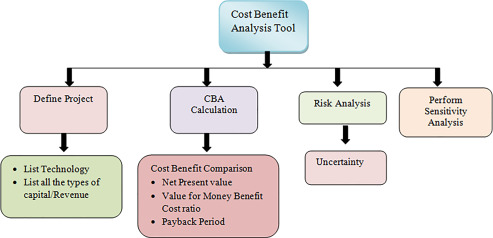 Cost Benefit
Analysis Tool
Define Project
CBA
Calculation
Risk Analysis
Perform
Sensitivity
Analysis
• List Technology
• List all the types of
capital/Revenue
Cost Benefit Comparison
• Net Present value
• Value for Money Benefit
Cost ratio
• Payback Period
Uncertainty